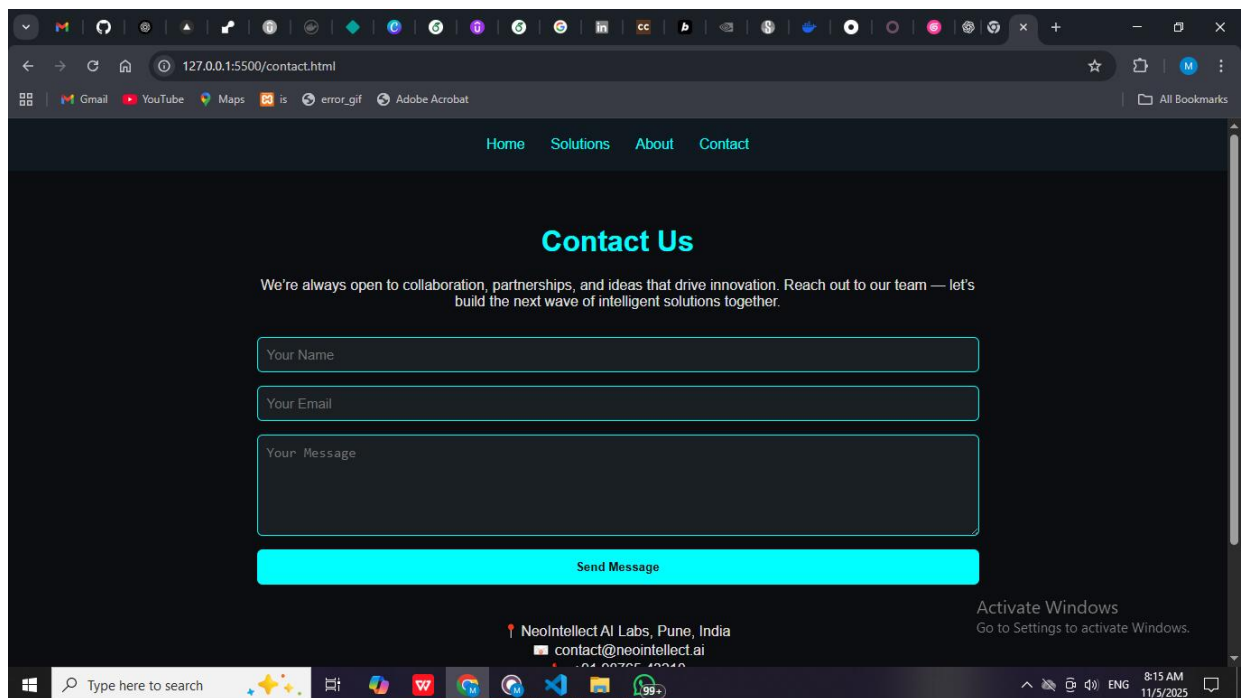 127.0.0.1:5500/contact.html
Gmail YouTube Maps is error_gif Adobe Acrobat All Bookmarks
Home Solutions About Contact
Contact Us
We're always open to collaboration, partnerships, and ideas that drive innovation. Reach out to our team — let's
build the next wave of intelligent solutions together.
Your Name
Your Email
Your Message
Send Message
NeoIntellect AI Labs, Pune, India
contact@neointellect.ai
Activate Windows
Go to Settings to activate Windows.
Type here to search
99+
ENG
8:15 AM
11/5/2025